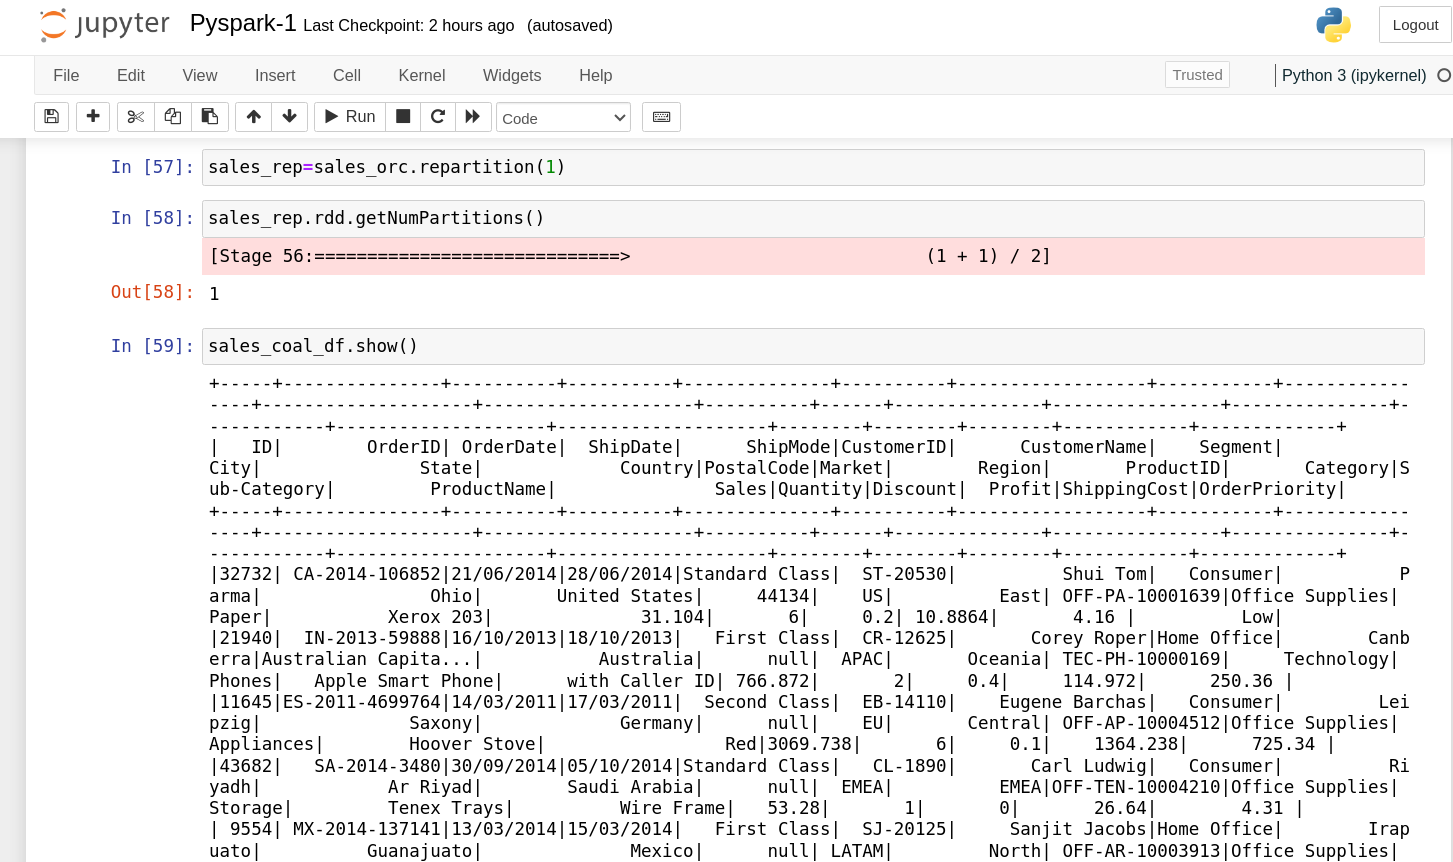 jupyter Pyspark-1 Last Checkpoint: 2 hours ago (autosaved) Logout
File Edit View Insert Cell Kernel Widgets Help Trusted Python 3 (ipykernel)
Run Code
In [57]: sales_rep=sales_orc.repartition(1)
In [58]: sales_rep.rdd.getNumPartitions()
[Stage 56:=============================>                            (1 + 1) / 2]
Out[58]: 1
In [59]: sales_coal_df.show()
+-----+---------------+----------+----------+--------------+----------+------------------+-----------+------------
----+--------------------+--------------------+----------+------+--------------+----------------+---------------+-
-----------+--------------------+--------------------+--------+--------+--------+------------+-------------+
|   ID|        OrderID| OrderDate|  ShipDate|      ShipMode|CustomerID|      CustomerName|    Segment|
City|               State|             Country|PostalCode|Market|        Region|       ProductID|       Category|S
ub-Category|         ProductName|               Sales|Quantity|Discount|  Profit|ShippingCost|OrderPriority|
+-----+---------------+----------+----------+--------------+----------+------------------+-----------+------------
----+--------------------+--------------------+----------+------+--------------+----------------+---------------+-
-----------+--------------------+--------------------+--------+--------+--------+------------+-------------+
|32732| CA-2014-106852|21/06/2014|28/06/2014|Standard Class|  ST-20530|          Shui Tom|   Consumer|           P
arma|                Ohio|       United States|     44134|    US|          East| OFF-PA-10001639|Office Supplies|
Paper|           Xerox 203|              31.104|       6|     0.2| 10.8864|       4.16 |          Low|
|21940|  IN-2013-59888|16/10/2013|18/10/2013|   First Class|  CR-12625|       Corey Roper|Home Office|        Canb
erra|Australian Capita...|           Australia|      null|  APAC|       Oceania| TEC-PH-10000169|     Technology|
Phones|   Apple Smart Phone|      with Caller ID| 766.872|       2|     0.4|     114.972|      250.36 |
|11645|ES-2011-4699764|14/03/2011|17/03/2011|  Second Class|  EB-14110|    Eugene Barchas|   Consumer|         Lei
pzig|              Saxony|             Germany|      null|    EU|       Central| OFF-AP-10004512|Office Supplies|
Appliances|        Hoover Stove|                 Red|3069.738|       6|     0.1|    1364.238|      725.34 |
|43682|   SA-2014-3480|30/09/2014|05/10/2014|Standard Class|   CL-1890|       Carl Ludwig|   Consumer|          Ri
yadh|            Ar Riyad|        Saudi Arabia|      null|  EMEA|          EMEA|OFF-TEN-10004210|Office Supplies|
Storage|         Tenex Trays|          Wire Frame|   53.28|       1|       0|       26.64|        4.31 |
| 9554| MX-2014-137141|13/03/2014|15/03/2014|   First Class|  SJ-20125|     Sanjit Jacobs|Home Office|        Irap
uato|          Guanajuato|              Mexico|      null| LATAM|         North| OFF-AR-10003913|Office Supplies|